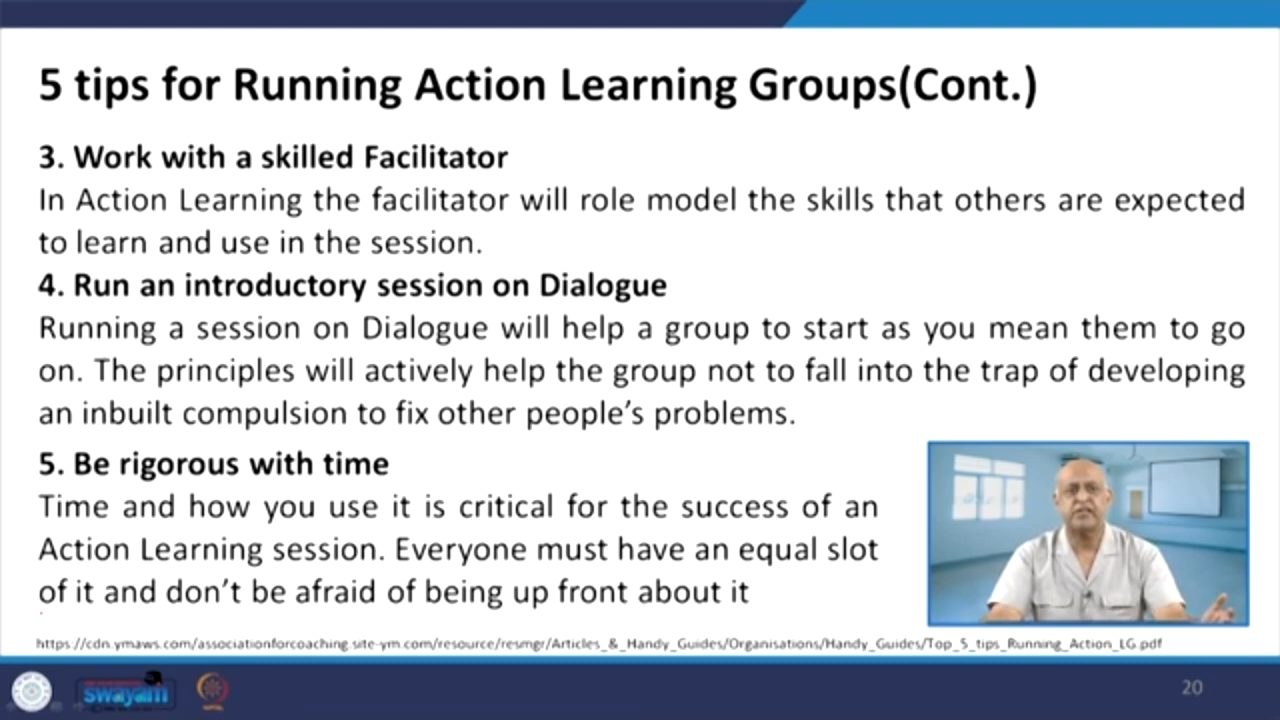 5 tips for Running Action Learning Groups(Cont.)
3. Work with a skilled Facilitator
In Action Learning the facilitator will role model the skills that others are expected
to learn and use in the session.
4. Run an introductory session on Dialogue
Running a session on Dialogue will help a group to start as you mean them to go
on. The principles will actively help the group not to fall into the trap of developing
an inbuilt compulsion to fix other people’s problems.
5. Be rigorous with time
Time and how you use it is critical for the success of an
Action Learning session. Everyone must have an equal slot
of it and don’t be afraid of being up front about it
https://cdn.ymaws.com/associationforcoaching.site-ym.com/resource/resmgr/Articles_&_Handy_Guides/Organisations/Handy_Guides/Top_5_tips_Running_Action_LG.pdf
swayam
20